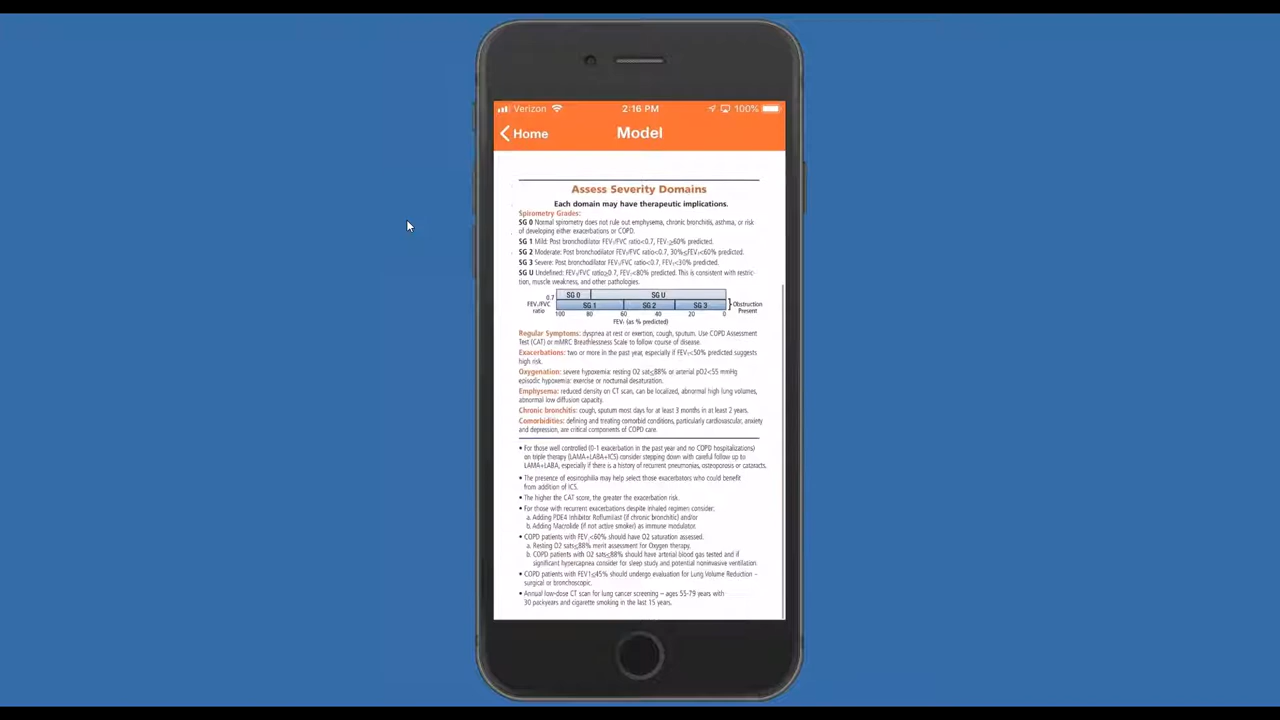 Verizon 2:16 PM 100%
Home Model
Assess Severity Domains
Each domain may have therapeutic implications.
Spirometry Grades:
SG 0 Normal spirometry does not rule out emphysema, chronic bronchitis, asthma, or risk
of developing either exacerbations or COPD.
SG 1 Mild: Post bronchodilator FEV₁/FVC ratio<0.7, FEV₁≥60% predicted.
SG 2 Moderate: Post bronchodilator FEV₁/FVC ratio<0.7, 30%≤FEV₁<60% predicted.
SG 3 Severe: Post bronchodilator FEV₁/FVC ratio<0.7, FEV₁<30% predicted.
SG U Undefined: FEV₁/FVC ratio≥0.7, FEV₁<80% predicted. This is consistent with restric-
tion, muscle weakness, and other pathologies.
SG 0 SG U
0.7
FEV₁/FVC
ratio
SG 1 SG 2 SG 3
Obstruction
Present
100 80 60 40 20 0
FEV₁ (as % predicted)
Regular Symptoms: dyspnea at rest or exertion, cough, sputum. Use COPD Assessment
Test (CAT) or mMRC Breathlessness Scale to follow course of disease.
Exacerbations: two or more in the past year, especially if FEV₁<50% predicted suggests
high risk.
Oxygenation: severe hypoxemia: resting O2 sat≤88% or arterial pO2<55 mmHg
episodic hypoxemia: exercise or nocturnal desaturation.
Emphysema: reduced density on CT scan, can be localized, abnormal high lung volumes,
abnormal low diffusion capacity.
Chronic bronchitis: cough, sputum most days for at least 3 months in at least 2 years.
Comorbidities: defining and treating comorbid conditions, particularly cardiovascular, anxiety
and depression, are critical components of COPD care.
• For those well controlled (0-1 exacerbation in the past year and no COPD hospitalizations)
on triple therapy (LAMA+LABA+ICS) consider stepping down with careful follow up to
LAMA+LABA, especially if there is a history of recurrent pneumonias, osteoporosis or cataracts.
• The presence of eosinophilia may help select those exacerbators who could benefit
from addition of ICS.
• The higher the CAT score, the greater the exacerbation risk.
• For those with recurrent exacerbations despite inhaled regimen consider:
a. Adding PDE4 Inhibitor Roflumilast (if chronic bronchitic) and/or
b. Adding Macrolide (if not active smoker) as immune modulator.
• COPD patients with FEV₁<60% should have O2 saturation assessed.
a. Resting O2 sats≤88% merit assessment for Oxygen therapy.
b. COPD patients with O2 sats≤88% should have arterial blood gas tested and if
significant hypercapnea consider for sleep study and potential noninvasive ventilation.
• COPD patients with FEV1≤45% should undergo evaluation for Lung Volume Reduction –
surgical or bronchoscopic.
• Annual low-dose CT scan for lung cancer screening – ages 55-79 years with
30 packyears and cigarette smoking in the last 15 years.